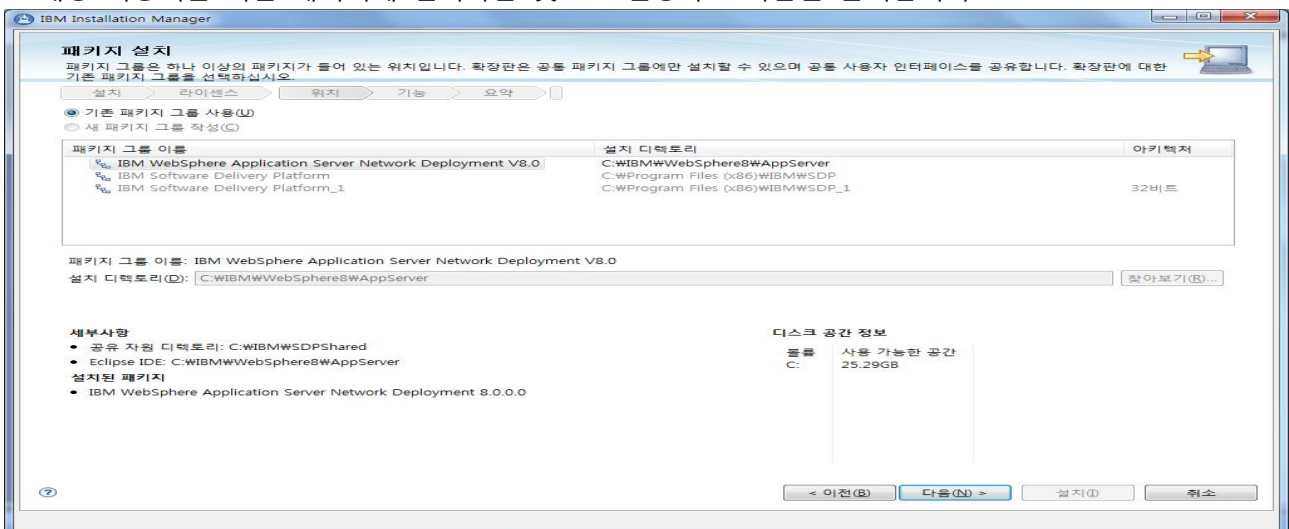 IBM Installation Manager
패키지 설치
패키지 그룹은 하나 이상의 패키지가 들어 있는 위치입니다. 확장판은 공통 패키지 그룹에만 설치할 수 있으며 공통 사용자 인터페이스를 공유합니다. 확장판에 대한
기존 패키지 그룹을 선택하십시오.
설치 라이센스 위치 기능 요약
기존 패키지 그룹 사용(U)
새 패키지 그룹 작성(C)
패키지 그룹 이름 설치 디렉토리 아키텍처
IBM WebSphere Application Server Network Deployment V8.0 C:₩IBM₩WebSphere8₩AppServer
IBM Software Delivery Platform C:₩Program Files (x86)₩IBM₩SDP
IBM Software Delivery Platform_1 C:₩Program Files (x86)₩IBM₩SDP_1 32비트
패키지 그룹 이름: IBM WebSphere Application Server Network Deployment V8.0
설치 디렉토리(D): C:₩IBM₩WebSphere8₩AppServer 찾아보기(R)...
세부사항 디스크 공간 정보
• 공유 자원 디렉토리: C:₩IBM₩SDPShared 볼륨 사용 가능한 공간
• Eclipse IDE: C:₩IBM₩WebSphere8₩AppServer C: 25.29GB
설치된 패키지
• IBM WebSphere Application Server Network Deployment 8.0.0.0
< 이전(B) 다음(N) > 설치(I) 취소